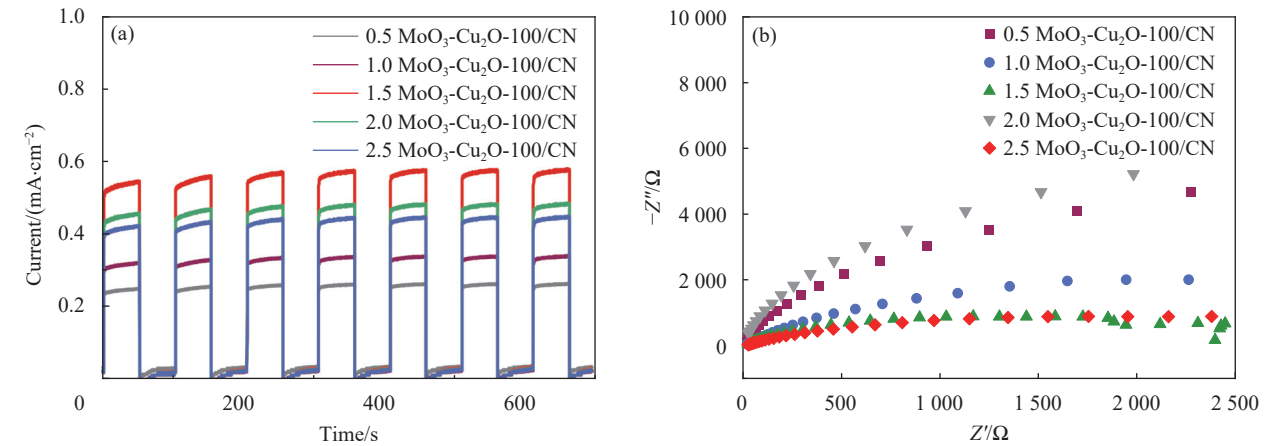 (a)
0.5 MoO₃-Cu₂O-100/CN
1.0 MoO₃-Cu₂O-100/CN
1.5 MoO₃-Cu₂O-100/CN
2.0 MoO₃-Cu₂O-100/CN
2.5 MoO₃-Cu₂O-100/CN
1.0
0.8
0.6
0.4
0.2
0
200
400
600
Current/(mA·cm⁻²)
Time/s
(b)
0.5 MoO₃-Cu₂O-100/CN
1.0 MoO₃-Cu₂O-100/CN
1.5 MoO₃-Cu₂O-100/CN
2.0 MoO₃-Cu₂O-100/CN
2.5 MoO₃-Cu₂O-100/CN
10 000
8 000
6 000
4 000
2 000
0
0
500
1 000
1 500
2 000
2 500
−Z″/Ω
Z′/Ω